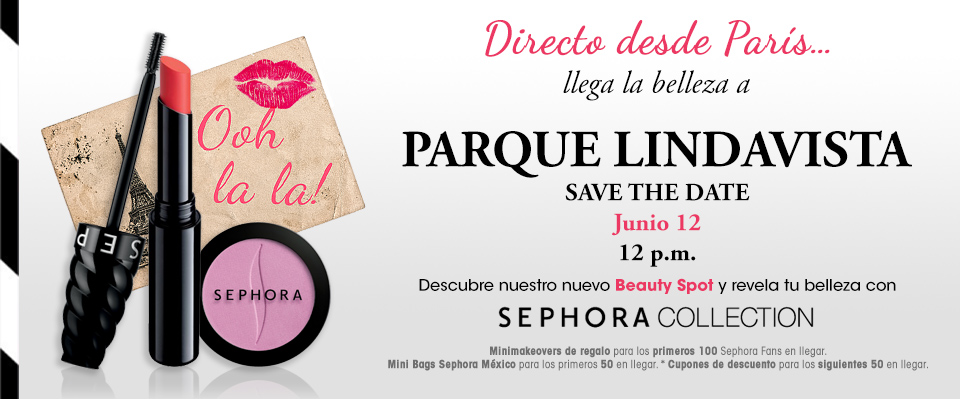 Directo desde París...
llega la belleza a
PARQUE LINDAVISTA
SAVE THE DATE
Junio 12
12 p.m.
Descubre nuestro nuevo Beauty Spot y revela tu belleza con
SEPHORA COLLECTION
Minimakeovers de regalo para los primeros 100 Sephora Fans en llegar.
Mini Bags Sephora México para los primeros 50 en llegar. * Cupones de descuento para los siguientes 50 en llegar.
Ooh
la la!
SEP
SEPHORA